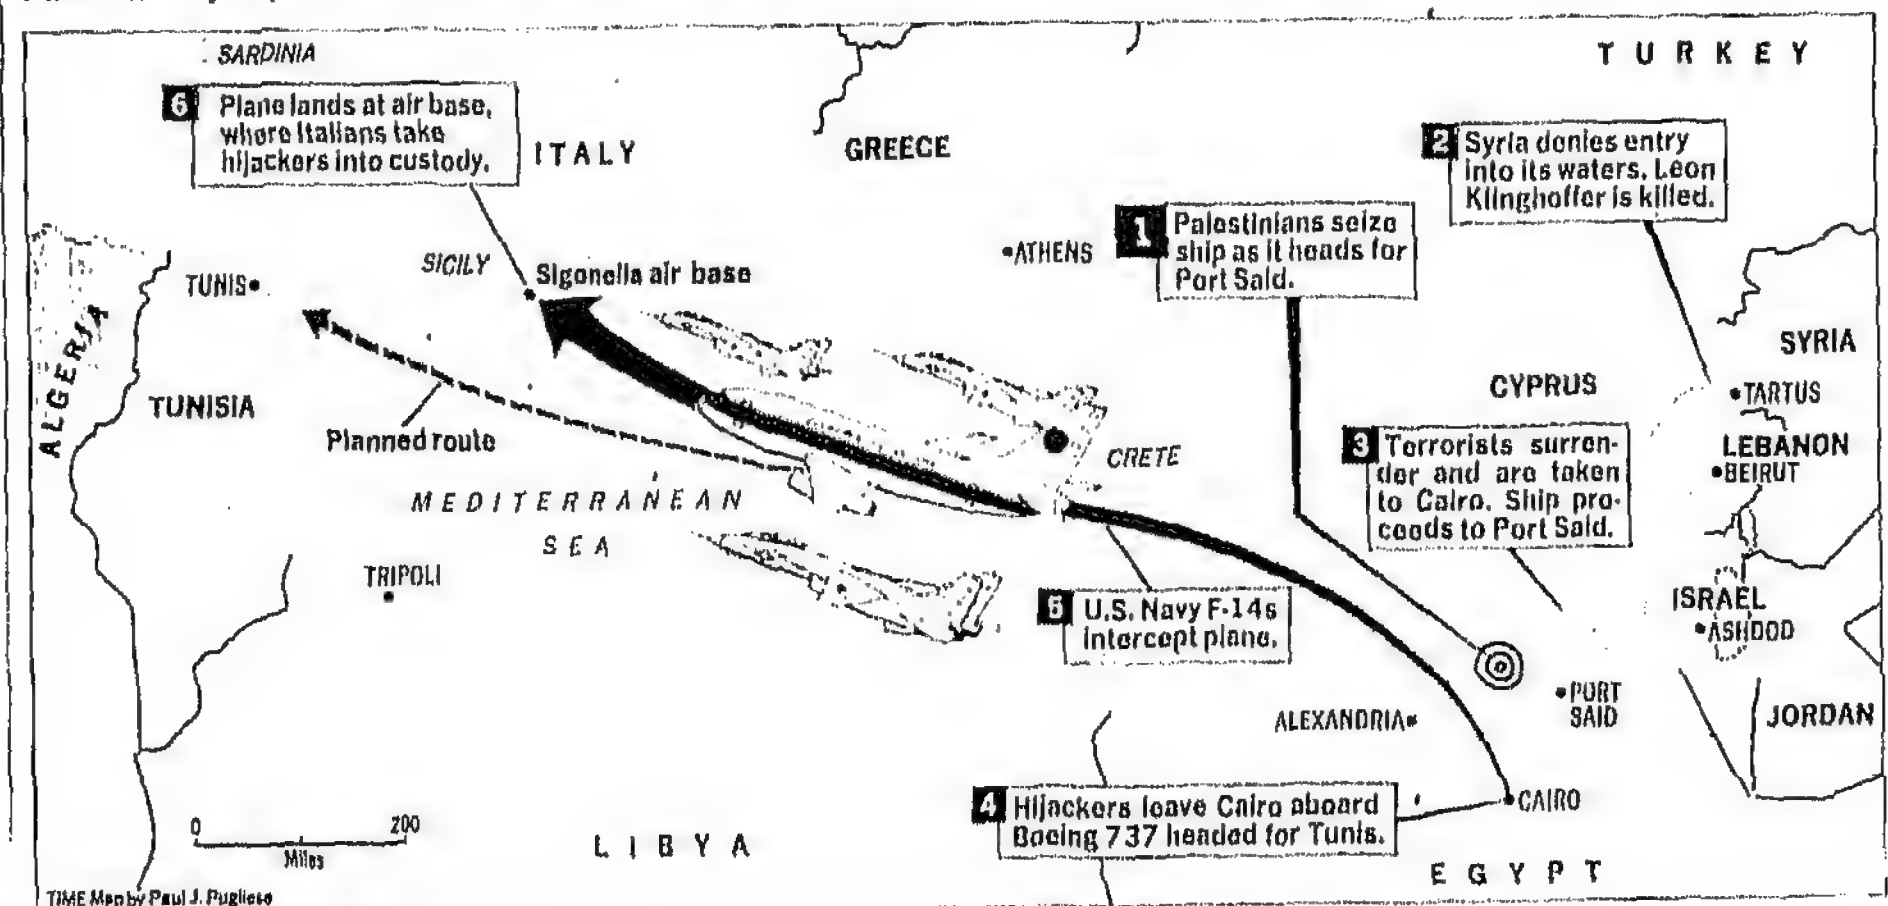 SARDINIA
TURKEY
6 Plane lands at air base,
where Italians take
hijackers into custody.
ITALY
GREECE
2 Syria denies entry
into its waters. Leon
Klinghoffer is killed.
1 Palestinians seize
ship as it heads for
Port Said.
ATHENS
SICILY
Sigonella air base
TUNIS
ALGERIA
TUNISIA
Planned route
SYRIA
CYPRUS
TARTUS
3 Terrorists surren-
der and are taken
to Cairo. Ship pro-
ceeds to Port Said.
LEBANON
BEIRUT
CRETE
MEDITERRANEAN
SEA
TRIPOLI
5 U.S. Navy F-14s
intercept plane.
ISRAEL
ASHDOD
PORT
SAID
ALEXANDRIA
JORDAN
4 Hijackers leave Cairo aboard
Boeing 737 headed for Tunis.
CAIRO
0 200
Miles
LIBYA
EGYPT
TIME Map by Paul J. Pugliese